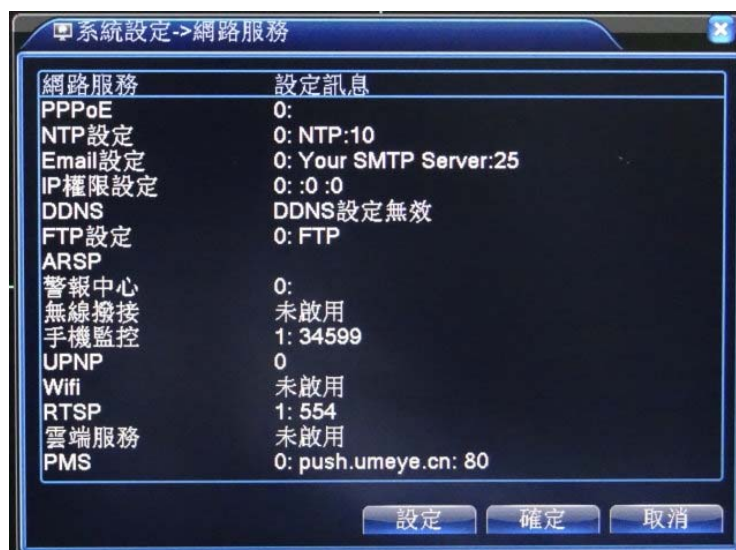 系統設定->網路服務
網路服務 設定訊息
PPPoE 0:
NTP設定 0: NTP:10
Email設定 0: Your SMTP Server:25
IP權限設定 0: :0 :0
DDNS DDNS設定無效
FTP設定 0: FTP
ARSP
警報中心 0:
無線撥接 未啟用
手機監控 1: 34599
UPNP 0
Wifi 未啟用
RTSP 1: 554
雲端服務 未啟用
PMS 0: push.umeye.cn: 80
設定 確定 取消